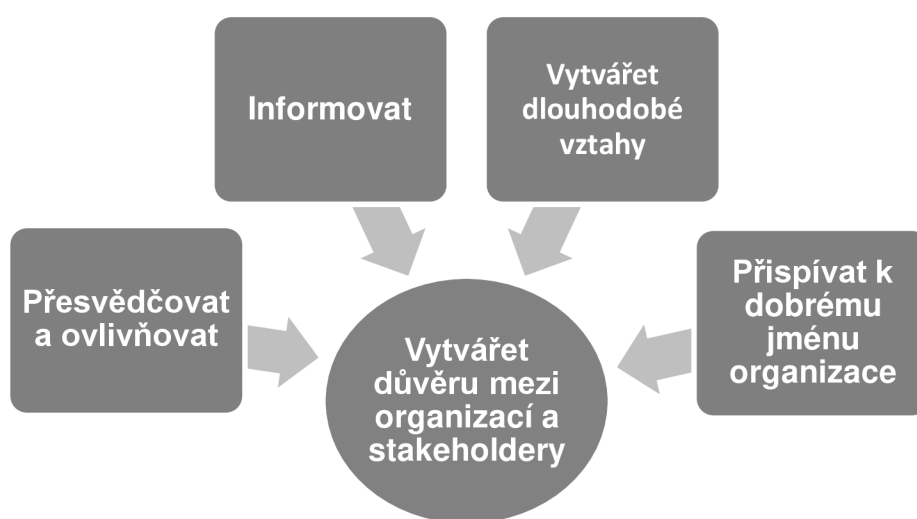 Informovat
Vytvářet
dlouhodobé
vztahy
Přesvědčovat
a ovlivňovat
Přispívat k
dobrému
jménu
organizace
Vytvářet
důvěru mezi
organizací a
stakeholdery